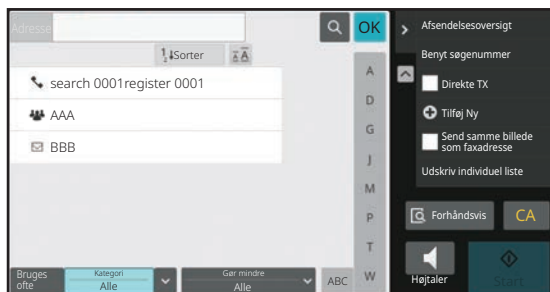 Adresse
OK
Sorter
search 0001register 0001
AAA
BBB
A
D
G
J
M
P
T
W
Bruges
ofte
Kategori
Alle
Gør mindre
Alle
ABC
Afsendelsesoversigt
Benyt søgenummer
Direkte TX
Tilføj Ny
Send samme billede
som faxadresse
Udskriv individuel liste
Forhåndsvis
CA
Højtaler
Start